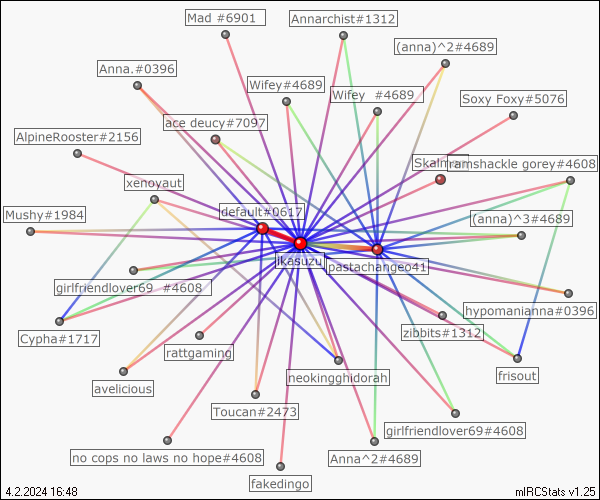 Mad #6901
Annarchist#1312
(anna)^2#4689
Anna.#0396
Wifey#4689
Wifey #4689
Soxy Foxy#5076
ace deucy#7097
AlpineRooster#2156
ramshackle gorey#4608
xenoyaut
Mushy#1984
default#0617
(anna)^3#4689
ikasuzu
pastachange041
girlfriendlover69 #4608
hypomanianna#0396
Cypha#1717
zibbits#1312
rattgaming
neokingghidorah
frisout
avelicious
Toucan#2473
girlfriendlover69#4608
no cops no laws no hope#4608
Anna^2#4689
fakedingo
4.2.2024 16:48
mIRCStats v1.25